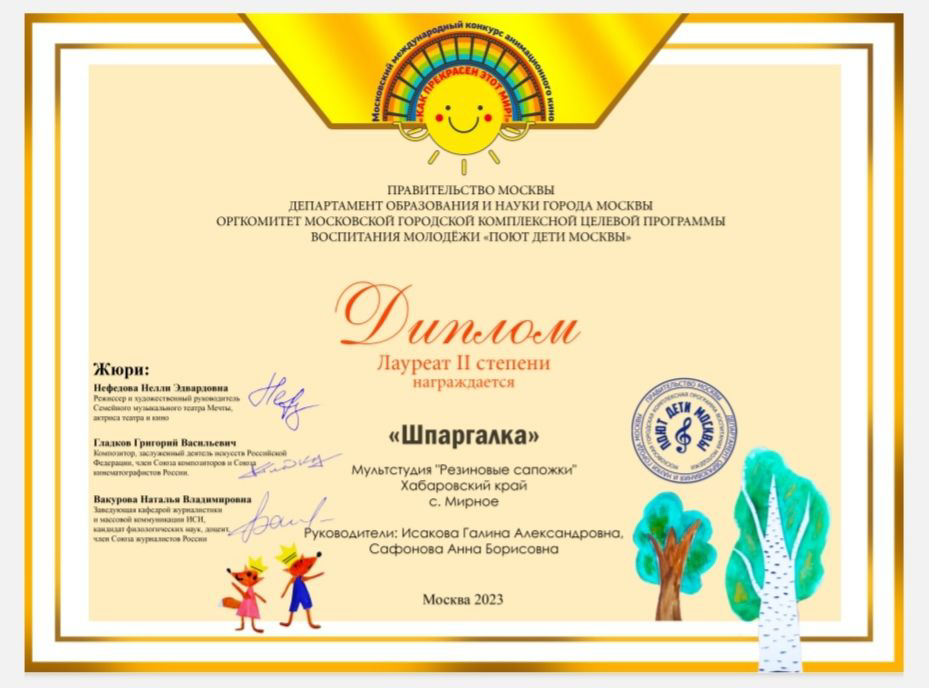 Московский международный конкурс анимационного кино
«КАК ПРЕКРАСЕН ЭТОТ МИР!»
ПРАВИТЕЛЬСТВО МОСКВЫ
ДЕПАРТАМЕНТ ОБРАЗОВАНИЯ И НАУКИ ГОРОДА МОСКВЫ
ОРГКОМИТЕТ МОСКОВСКОЙ ГОРОДСКОЙ КОМПЛЕКСНОЙ ЦЕЛЕВОЙ ПРОГРАММЫ
ВОСПИТАНИЯ МОЛОДЁЖИ «ПОЮТ ДЕТИ МОСКВЫ»
Диплом
Лауреат II степени
награждается
Жюри:
Нефедова Нелли Эдвардовна
Режиссер и художественный руководитель
Семейного музыкального театра Мечты,
актриса театра и кино
Гладков Григорий Васильевич
Композитор, заслуженный деятель искусств Российской
Федерации, член Союза композиторов и Союза
кинематографистов России.
Вакурова Наталья Владимировна
Заведующая кафедрой журналистики
и массовой коммуникации ИСИ,
кандидат филологических наук, доцент,
член Союза журналистов России
«Шпаргалка»
Мультстудия "Резиновые сапожки"
Хабаровский край
с. Мирное
Руководители: Исакова Галина Александровна,
Сафонова Анна Борисовна
ПРАВИТЕЛЬСТВО МОСКВЫ
ДЕПАРТАМЕНТ ОБРАЗОВАНИЯ И НАУКИ ГОРОДА МОСКВЫ
ПОЮТ ДЕТИ МОСКВЫ
Москва 2023